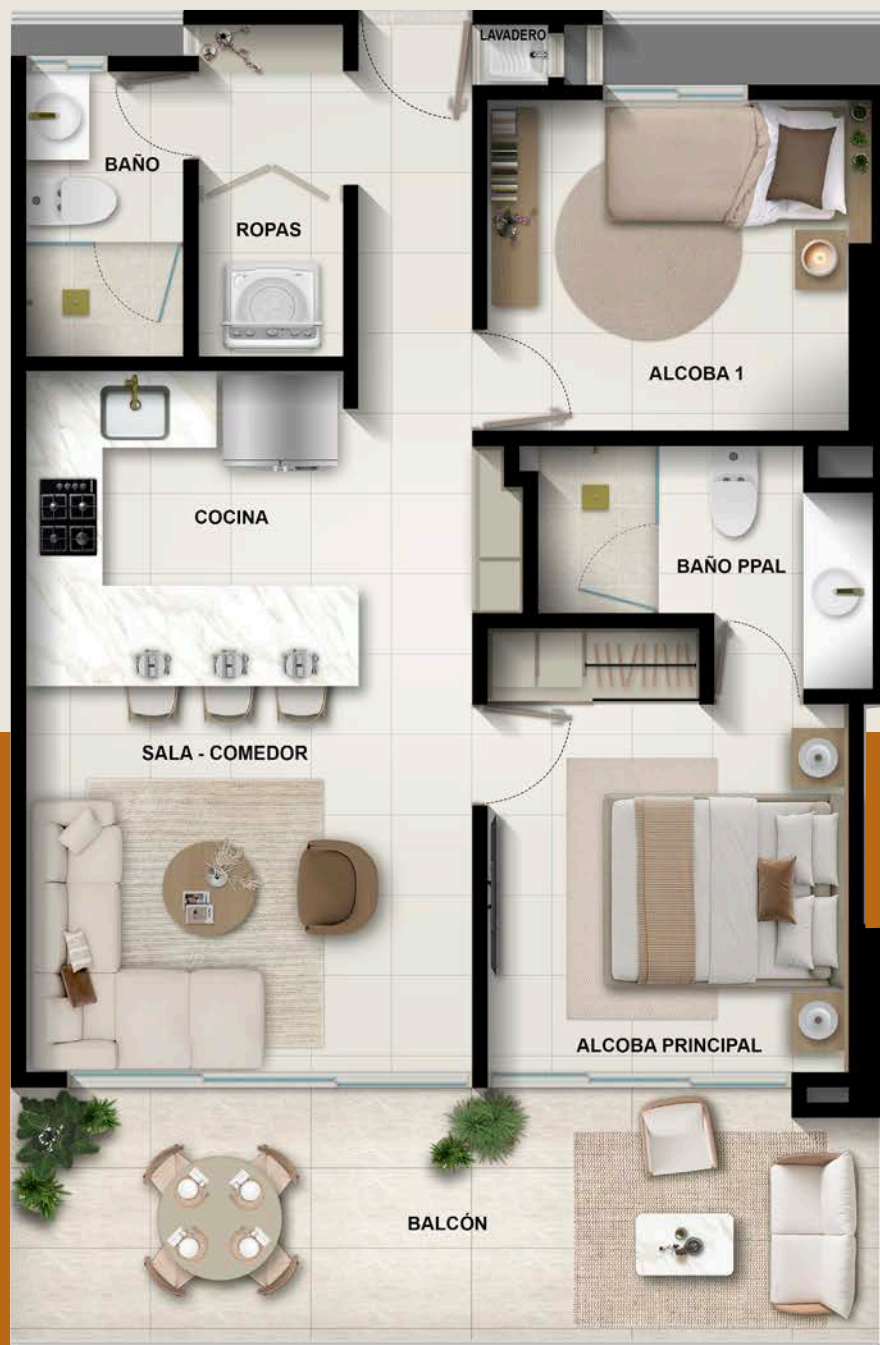 LAVADERO
BAÑO
ROPAS
ALCOBA 1
COCINA
BAÑO PPAL
SALA - COMEDOR
ALCOBA PRINCIPAL
BALCÓN